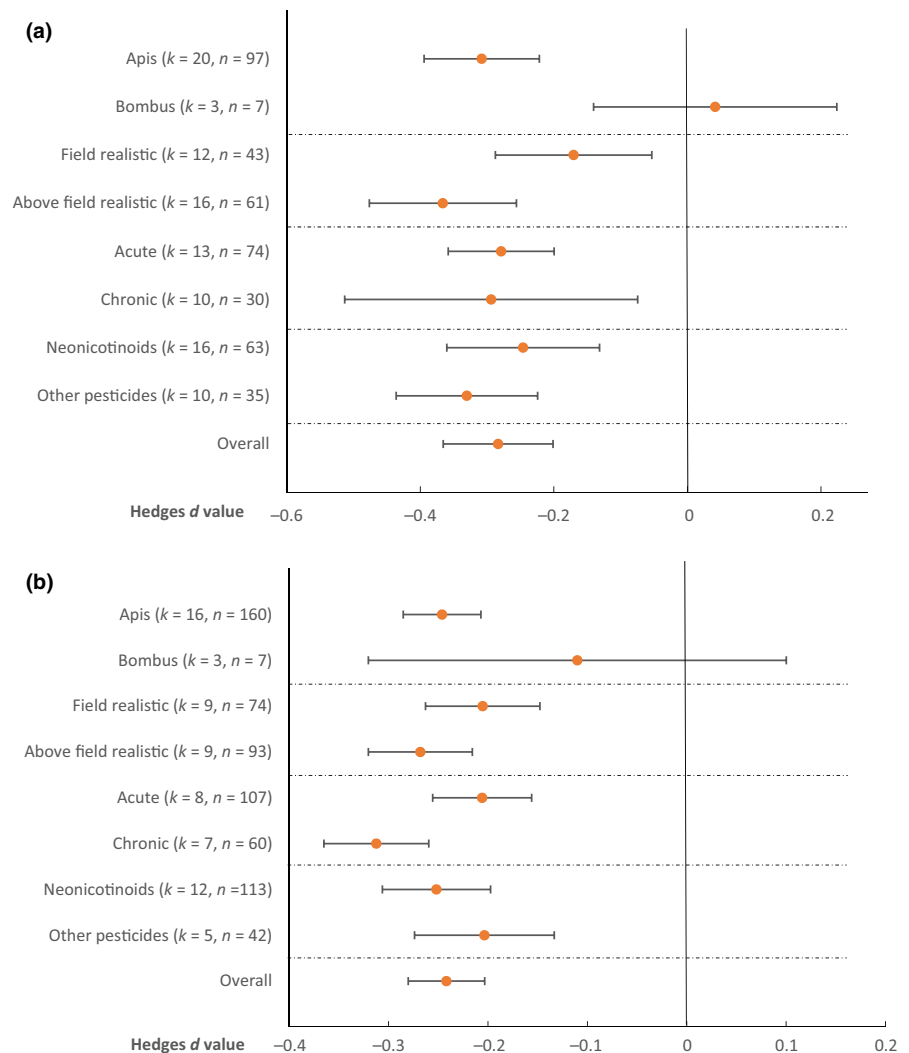 (a)
Apis (k = 20, n = 97)
Bombus (k = 3, n = 7)
Field realistic (k = 12, n = 43)
Above field realistic (k = 16, n = 61)
Acute (k = 13, n = 74)
Chronic (k = 10, n = 30)
Neonicotinoids (k = 16, n = 63)
Other pesticides (k = 10, n = 35)
Overall
Hedges d value −0.6 −0.4 −0.2 0 0.2
(b)
Apis (k = 16, n = 160)
Bombus (k = 3, n = 7)
Field realistic (k = 9, n = 74)
Above field realistic (k = 9, n = 93)
Acute (k = 8, n = 107)
Chronic (k = 7, n = 60)
Neonicotinoids (k = 12, n =113)
Other pesticides (k = 5, n = 42)
Overall
Hedges d value −0.4 −0.3 −0.2 −0.1 0 0.1 0.2